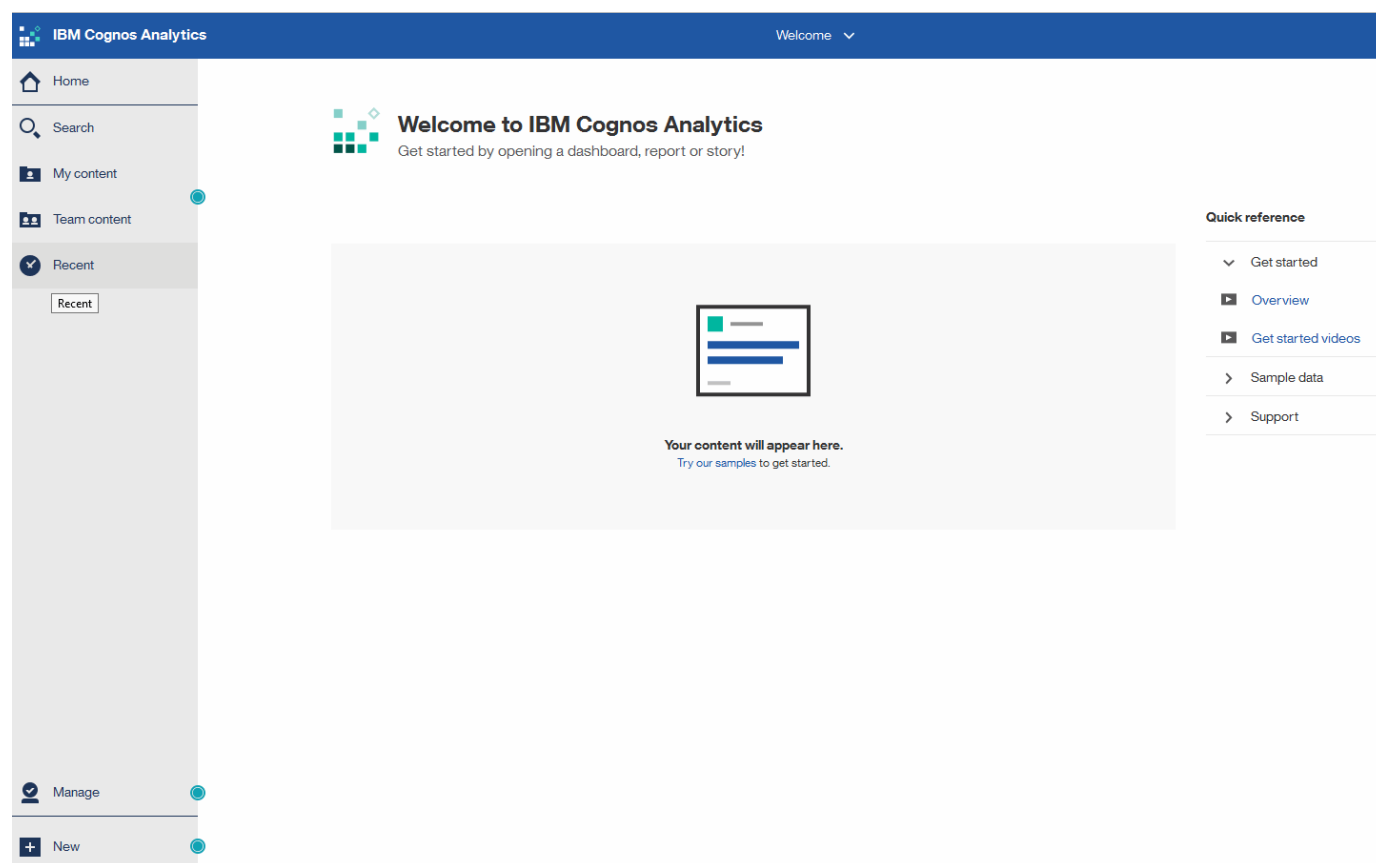 IBM Cognos Analytics
Welcome
Home
Search
My content
Team content
Recent
Recent
Manage
New
Welcome to IBM Cognos Analytics
Get started by opening a dashboard, report or story!
Your content will appear here.
Try our samples to get started.
Quick reference
Get started
Overview
Get started videos
Sample data
Support